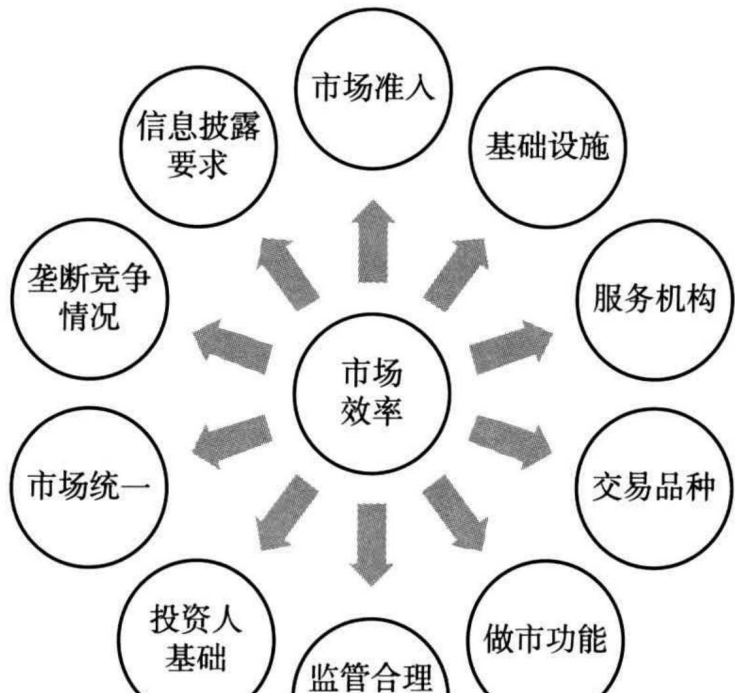 市场准入
信息披露
要求
基础设施
垄断竞争
情况
服务机构
市场
效率
市场统一
交易品种
投资人
基础
做市功能
监管合理